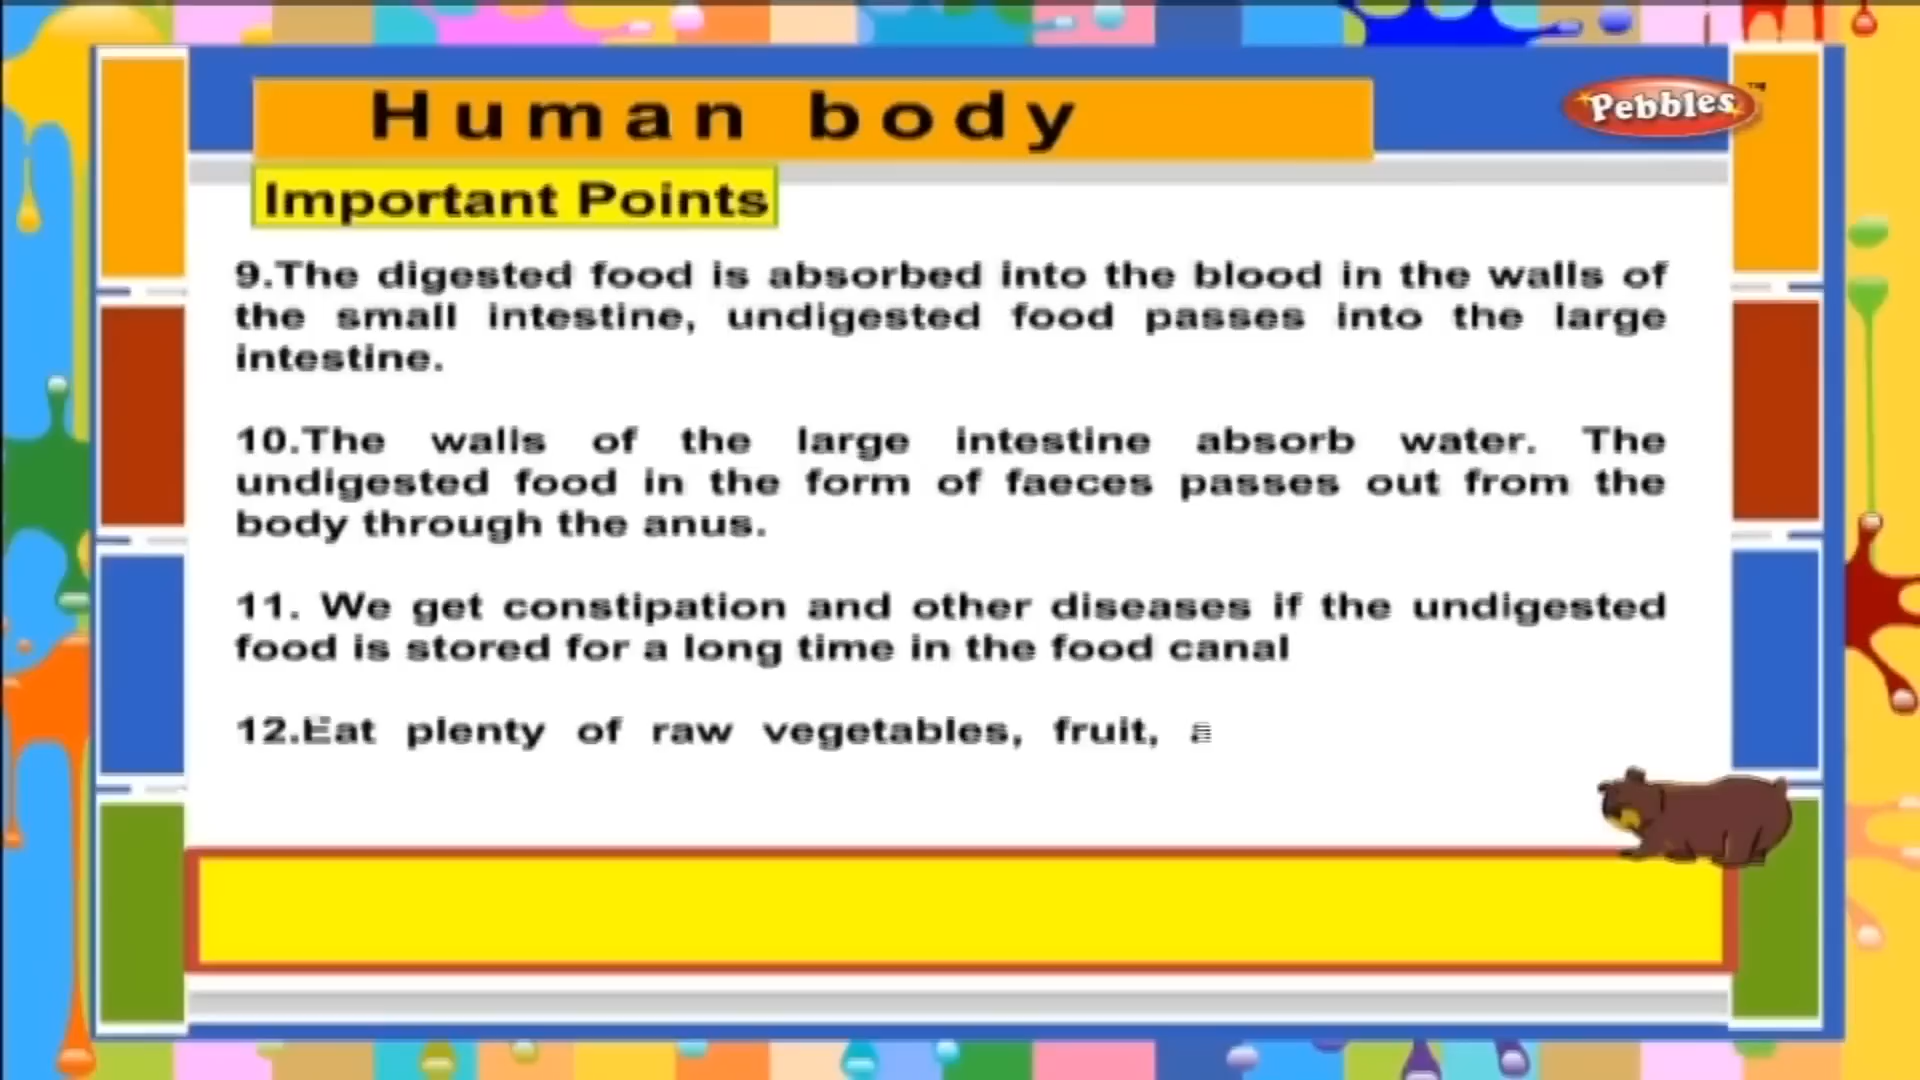 Human body
Pebbles™
Important Points
9.The digested food is absorbed into the blood in the walls of
the small intestine, undigested food passes into the large
intestine.
10.The walls of the large intestine absorb water. The
undigested food in the form of faeces passes out from the
body through the anus.
11. We get constipation and other diseases if the undigested
food is stored for a long time in the food canal
12.Eat plenty of raw vegetables, fruit,